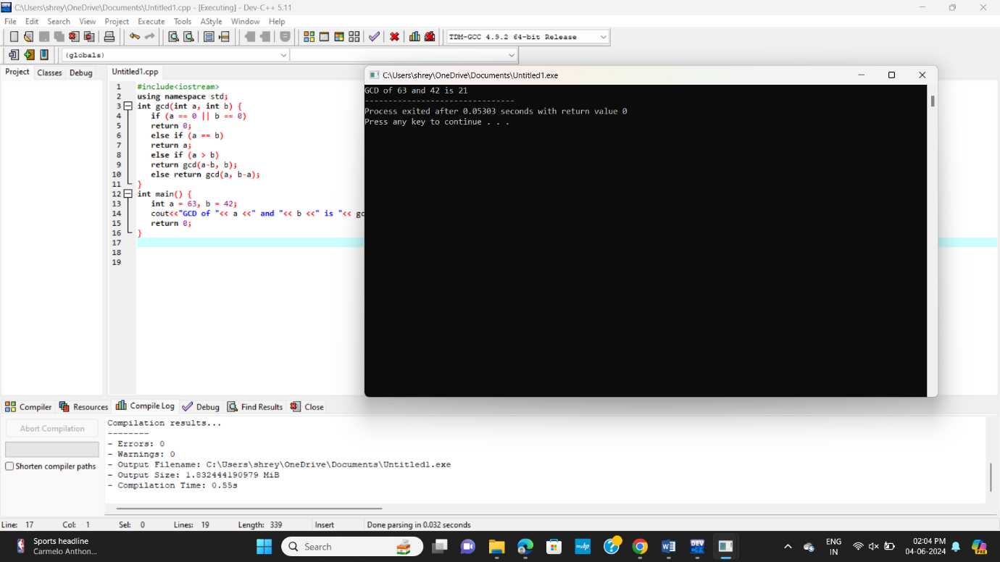 C:\Users\shrey\OneDrive\Documents\Untitled1.cpp - [Executing] - Dev-C++ 5.11
File Edit Search View Project Execute Tools AStyle Window Help
TDM-GCC 4.9.2 64-bit Release
(globals)
Project Classes Debug
Untitled1.cpp
1 #include<iostream>
2 using namespace std;
3 int gcd(int a, int b) {
4 if (a == 0 || b == 0)
5 return 0;
6 else if (a == b)
7 return a;
8 else if (a > b)
9 return gcd(a-b, b);
10 else return gcd(a, b-a);
11 }
12 int main() {
13 int a = 63, b = 42;
14 cout<<"GCD of "<< a <<" and "<< b <<" is "<< gc
15 return 0;
16 }
17
18
19
C:\Users\shrey\OneDrive\Documents\Untitled1.exe
GCD of 63 and 42 is 21
--------------------------------
Process exited after 0.05303 seconds with return value 0
Press any key to continue . . .
Compiler Resources Compile Log Debug Find Results Close
Abort Compilation
Shorten compiler paths
Compilation results...
--------
- Errors: 0
- Warnings: 0
- Output Filename: C:\Users\shrey\OneDrive\Documents\Untitled1.exe
- Output Size: 1.832444190979 MiB
- Compilation Time: 0.55s
Line: 17 Col: 1 Sel: 0 Lines: 19 Length: 339 Insert Done parsing in 0.032 seconds
Sports headline
Carmelo Anthon...
Search
mvhp
DEV
PRE
ENG
IN
02:04 PM
04-06-2024